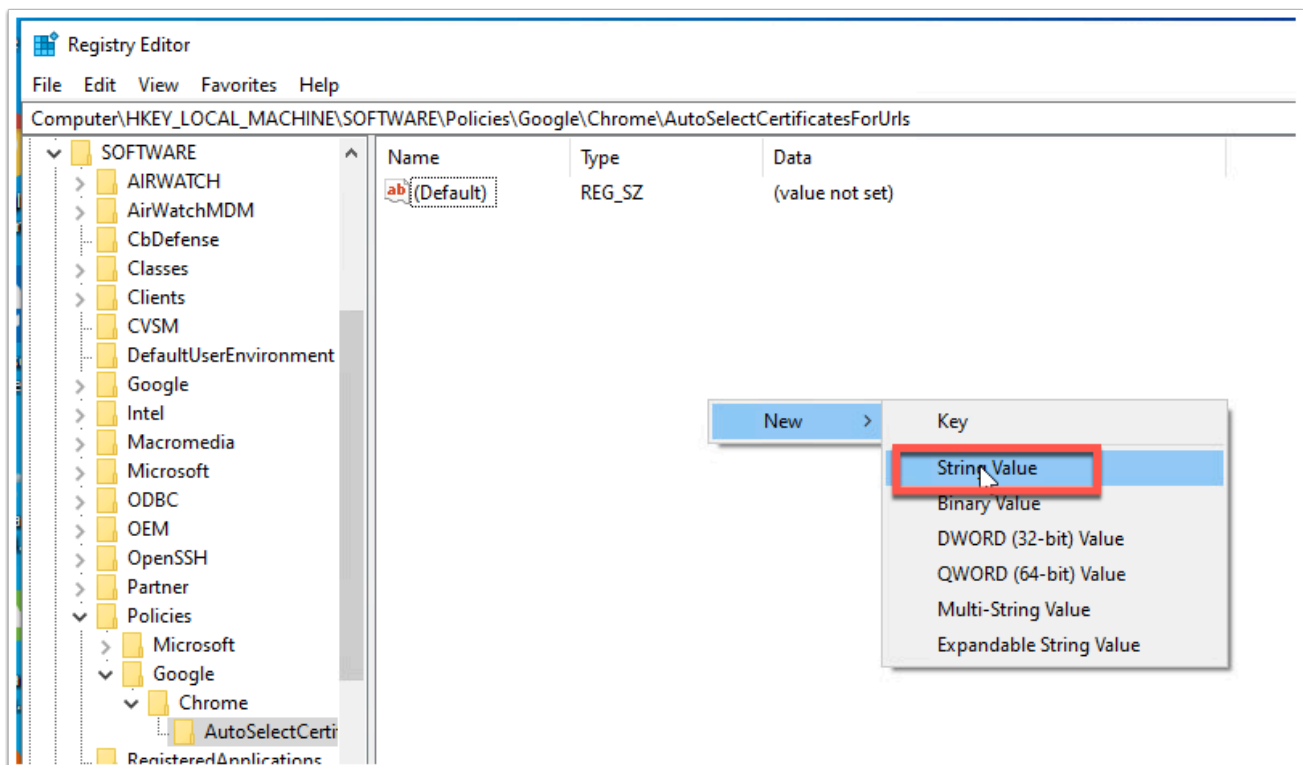 Registry Editor
File Edit View Favorites Help
Computer\HKEY_LOCAL_MACHINE\SOFTWARE\Policies\Google\Chrome\AutoSelectCertificatesForUrls
SOFTWARE
AIRWATCH
AirWatchMDM
CbDefense
Classes
Clients
CVSM
DefaultUserEnvironment
Google
Intel
Macromedia
Microsoft
ODBC
OEM
OpenSSH
Partner
Policies
Microsoft
Google
Chrome
AutoSelectCertif
RegisteredApplications
Name Type Data
ab (Default) REG_SZ (value not set)
New
Key
String Value
Binary Value
DWORD (32-bit) Value
QWORD (64-bit) Value
Multi-String Value
Expandable String Value